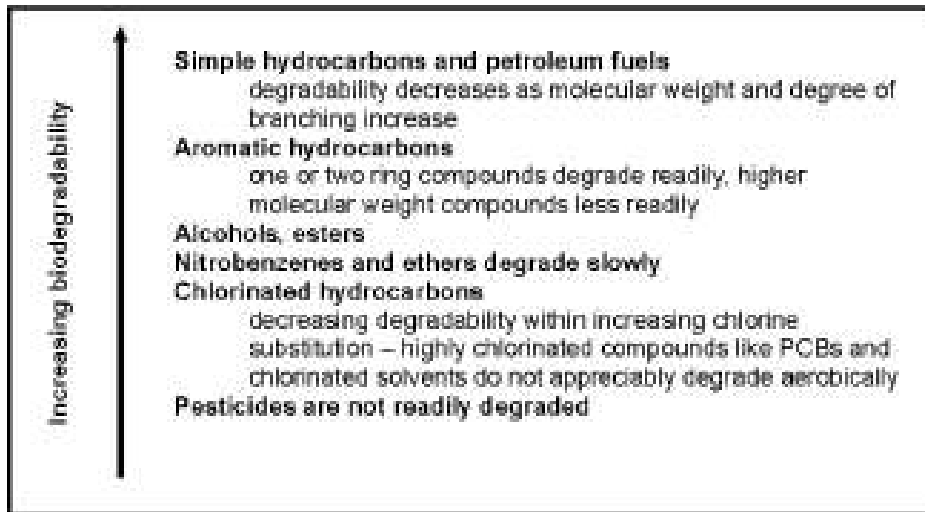 Increasing biodegradability
Simple hydrocarbons and petroleum fuels
degradability decreases as molecular weight and degree of
branching increase
Aromatic hydrocarbons
one or two ring compounds degrade readily, higher
molecular weight compounds less readily
Alcohols, esters
Nitrobenzenes and ethers degrade slowly
Chlorinated hydrocarbons
decreasing degradability within increasing chlorine
substitution – highly chlorinated compounds like PCBs and
chlorinated solvents do not appreciably degrade aerobically
Pesticides are not readily degraded